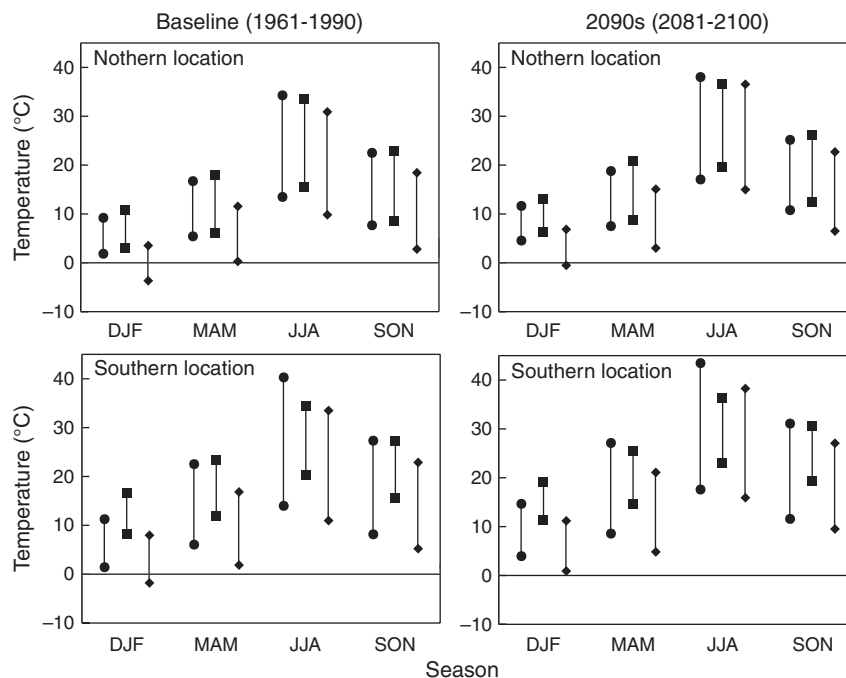 Baseline (1961-1990)
2090s (2081-2100)
Nothern location
40
30
20
10
0
–10
Temperature (°C)
DJF MAM JJA SON
Nothern location
40
30
20
10
0
–10
DJF MAM JJA SON
Southern location
40
30
20
10
0
–10
Temperature (°C)
DJF MAM JJA SON
Southern location
40
30
20
10
0
–10
DJF MAM JJA SON
Season